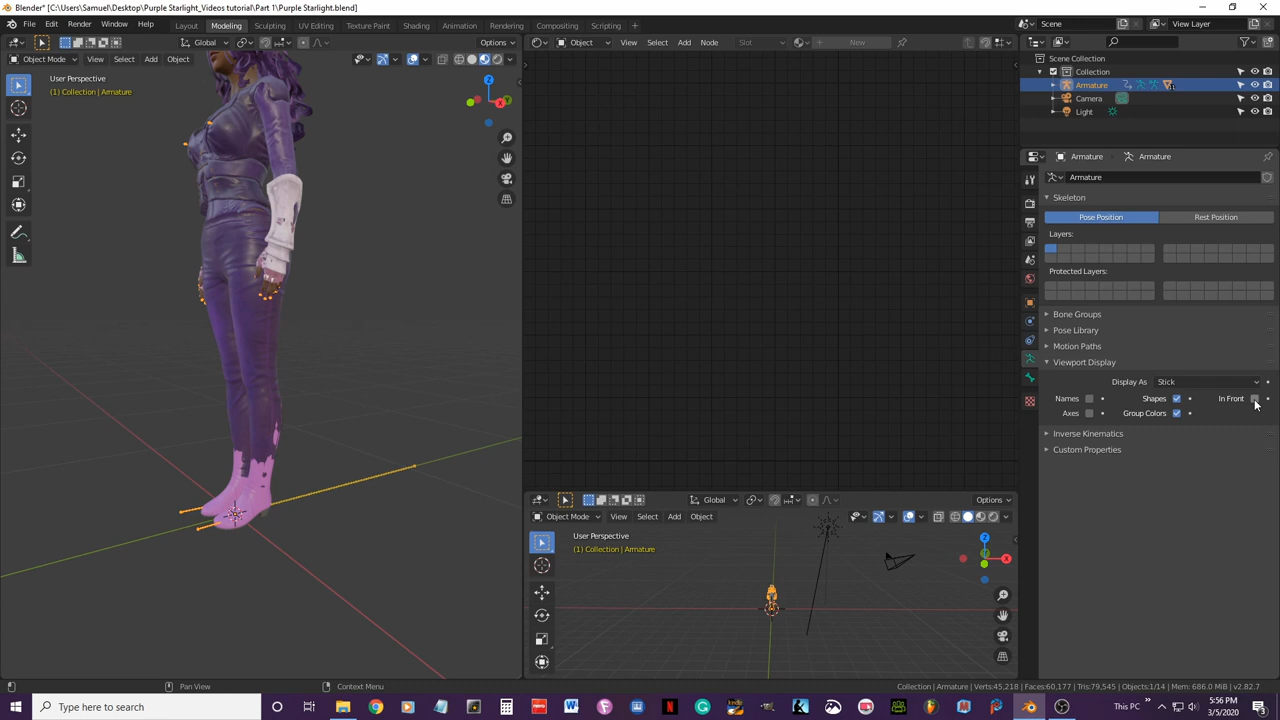 Blender* [C:\Users\Samuel\Desktop\Purple Starlight_Videos tutorial\Part 1\Purple Starlight.blend]
File Edit Render Window Help Layout Modeling Sculpting UV Editing Texture Paint Shading Animation Rendering Compositing Scripting Scene View Layer
Global Options Object View Select Add Node Slot New
Object Mode View Select Add Object
User Perspective
(1) Collection | Armature
Z
Y
X
Scene Collection
Collection
Armature
Camera
Light
Armature Armature
Armature
Skeleton
Pose Position Rest Position
Layers:
Protected Layers:
Bone Groups
Pose Library
Motion Paths
Viewport Display
Display As Stick
Names Shapes In Front
Axes Group Colors
Inverse Kinematics
Custom Properties
Global Options
Object Mode View Select Add Object
User Perspective
(1) Collection | Armature
Z
X
Pan View Context Menu Collection | Armature | Verts:45,218 | Faces:60,177 | Tris:79,545 | Objects:1/14 | Mem: 686.0 MiB | v2.82.7
Type here to search This PC 5:56 PM
3/5/2020